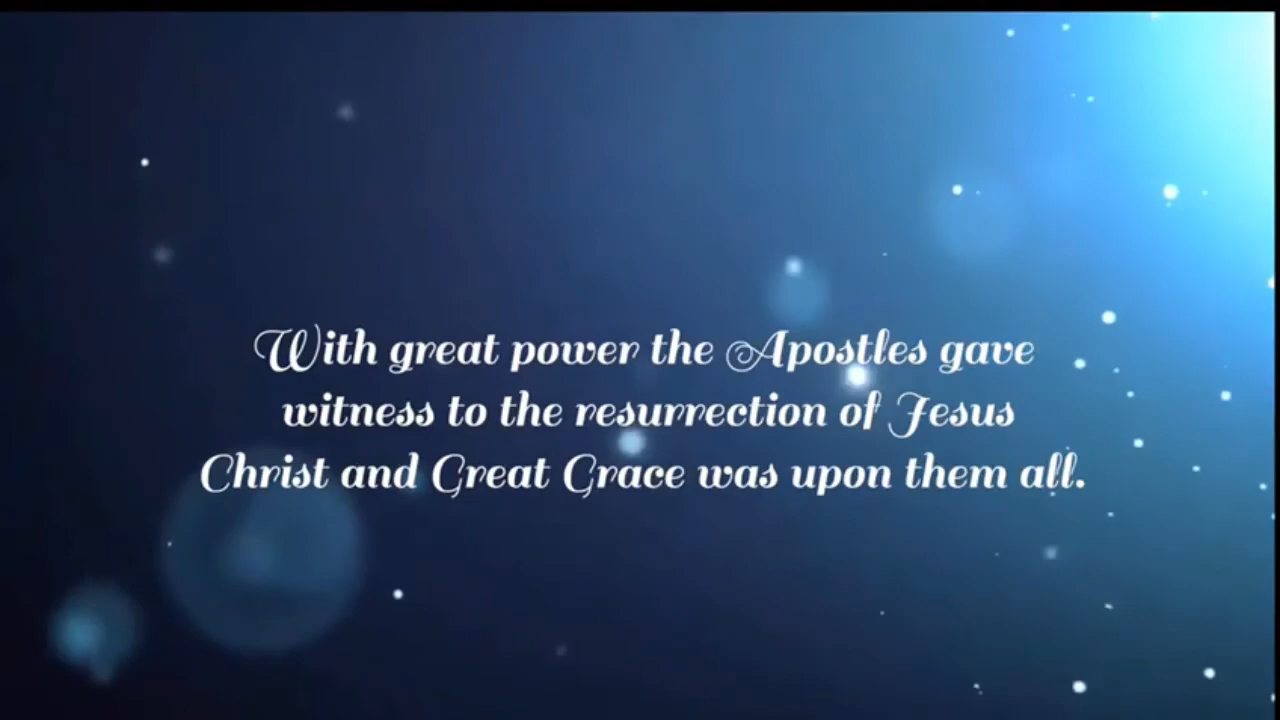 With great power the Apostles gave
witness to the resurrection of Jesus
Christ and Great Grace was upon them all.